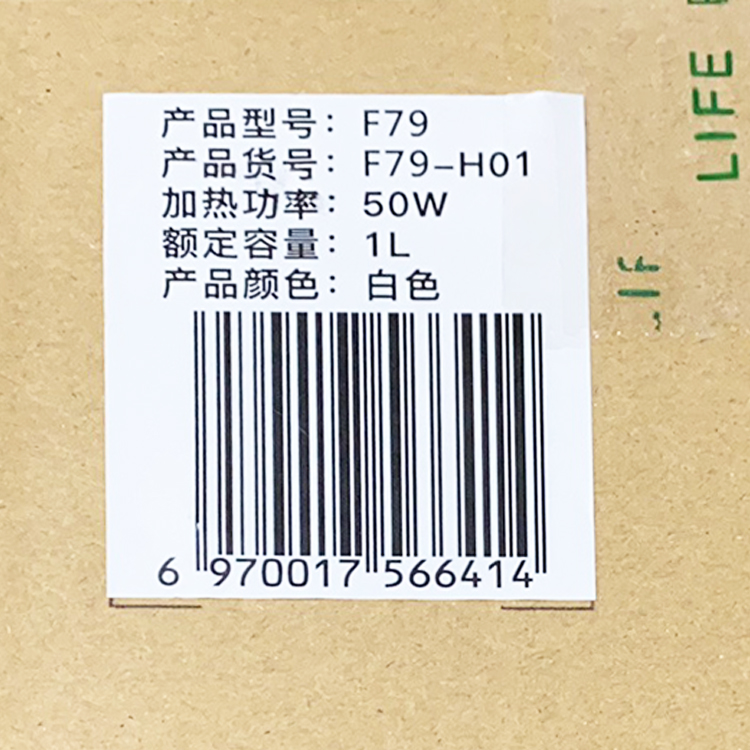 产品型号：F79
产品货号：F79-H01
加热功率：50W
额定容量：1L
产品颜色：白色
6 970017 566414
LIFE